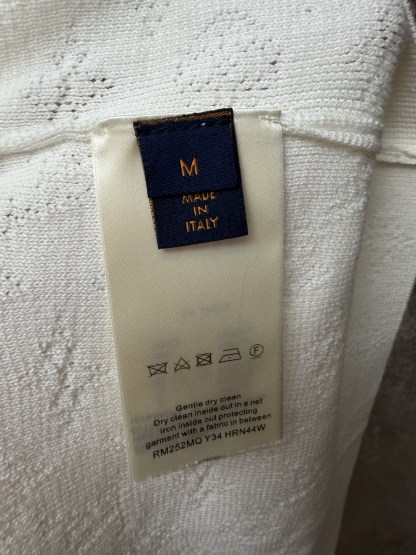 M
MADE
IN
ITALY
F
Gentle dry clean
Dry clean inside out in a net
iron inside out protecting
garment with a fabric in between
RM252MQ Y34 HRN44W